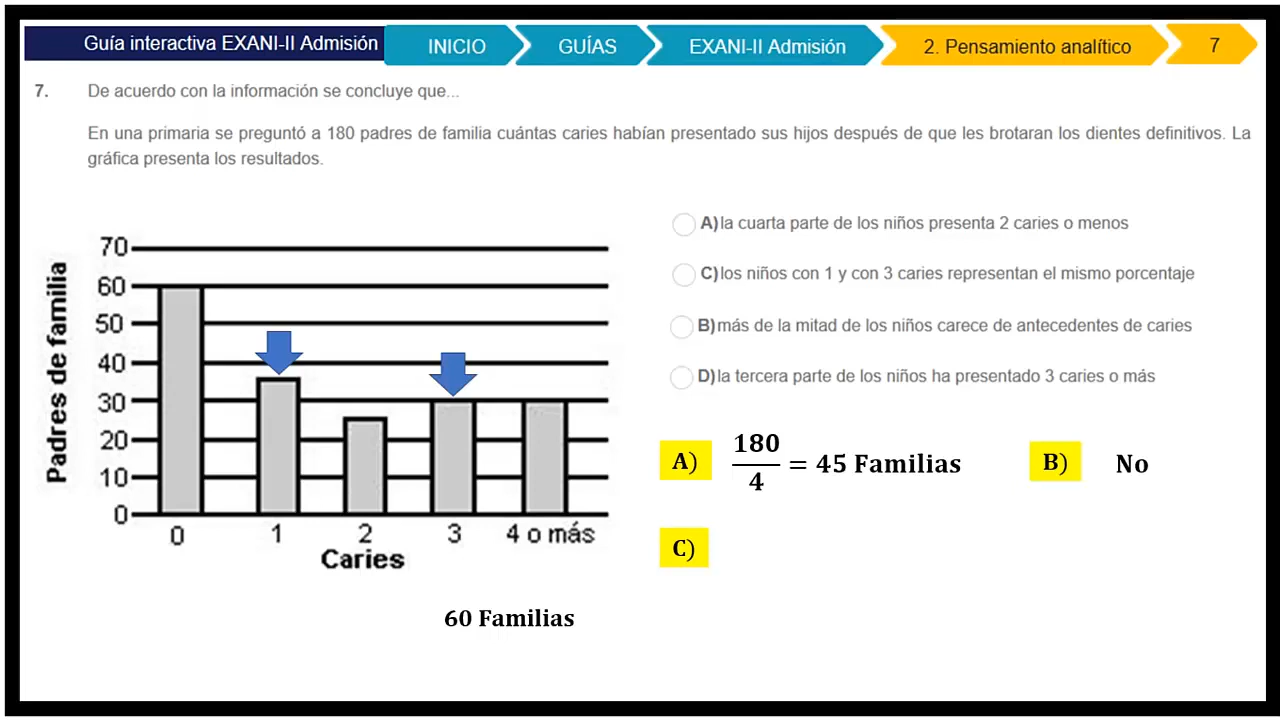 Guía interactiva EXANI-II Admisión
INICIO
GUÍAS
EXANI-II Admisión
2. Pensamiento analítico
7
7. De acuerdo con la información se concluye que...
En una primaria se preguntó a 180 padres de familia cuántas caries habían presentado sus hijos después de que les brotaran los dientes definitivos. La
gráfica presenta los resultados.
70
60
50
40
30
20
10
0
Padres de familia
0 1 2 3 4 o más
Caries
A) la cuarta parte de los niños presenta 2 caries o menos
C) los niños con 1 y con 3 caries representan el mismo porcentaje
B) más de la mitad de los niños carece de antecedentes de caries
D) la tercera parte de los niños ha presentado 3 caries o más
A) 180/4 = 45 Familias
B) No
C)
60 Familias